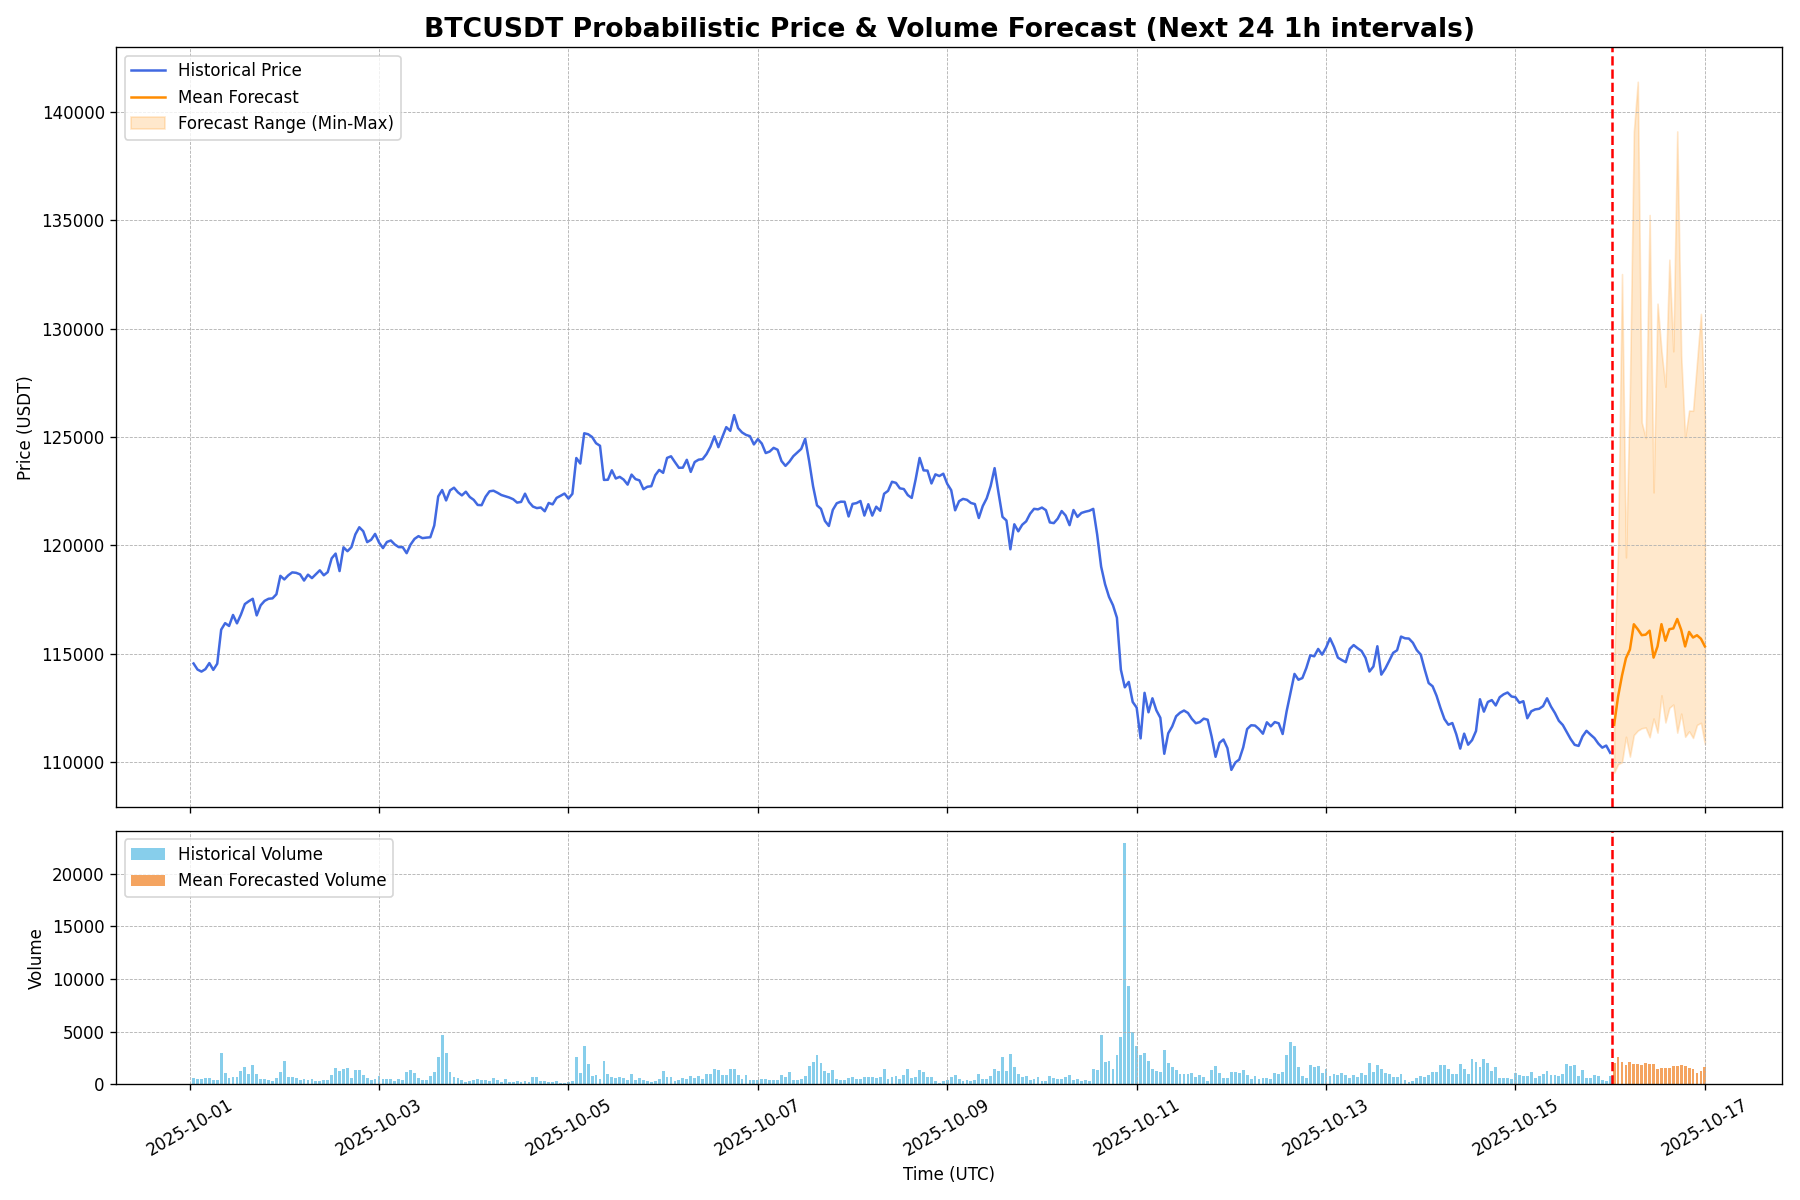 BTCUSDT Probabilistic Price & Volume Forecast (Next 24 1h intervals)
Historical Price
Mean Forecast
Forecast Range (Min-Max)
140000
135000
130000
125000
120000
115000
110000
Price (USDT)
Historical Volume
Mean Forecasted Volume
20000
15000
10000
5000
0
Volume
2025-10-01
2025-10-03
2025-10-05
2025-10-07
2025-10-09
2025-10-11
2025-10-13
2025-10-15
2025-10-17
Time (UTC)